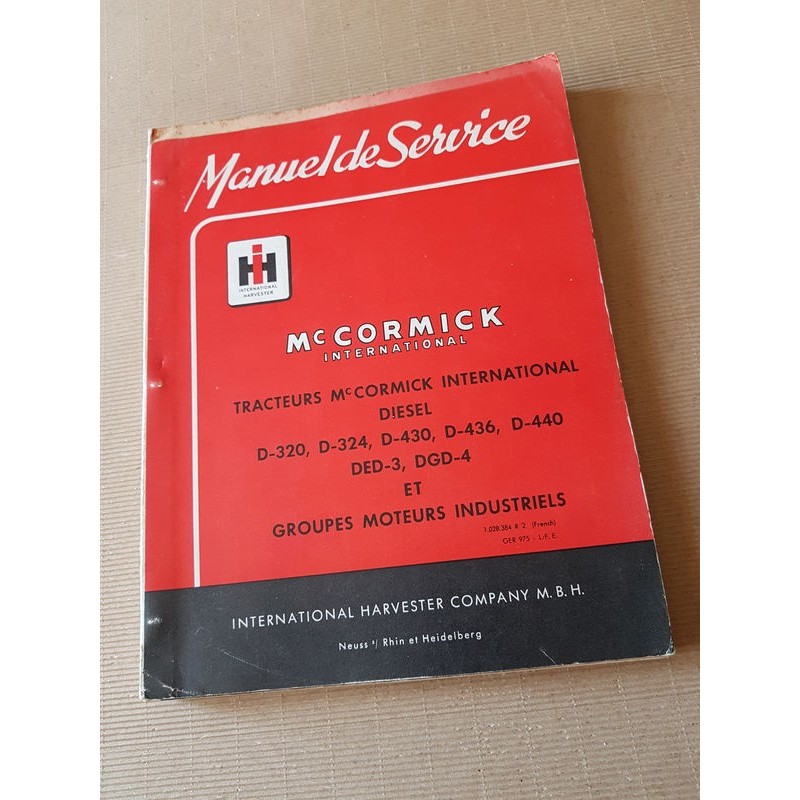 Manuel de Service
IH
INTERNATIONAL
HARVESTER
MCCORMICK
INTERNATIONAL
TRACTEURS McCORMICK INTERNATIONAL
DIESEL
D-320, D-324, D-430, D-436, D-440
DED-3, DGD-4
ET
GROUPES MOTEURS INDUSTRIELS
1.028.384 R 2 (French)
GER 975 - L.F. E.
INTERNATIONAL HARVESTER COMPANY M. B. H.
Neuss s/ Rhin et Heidelberg